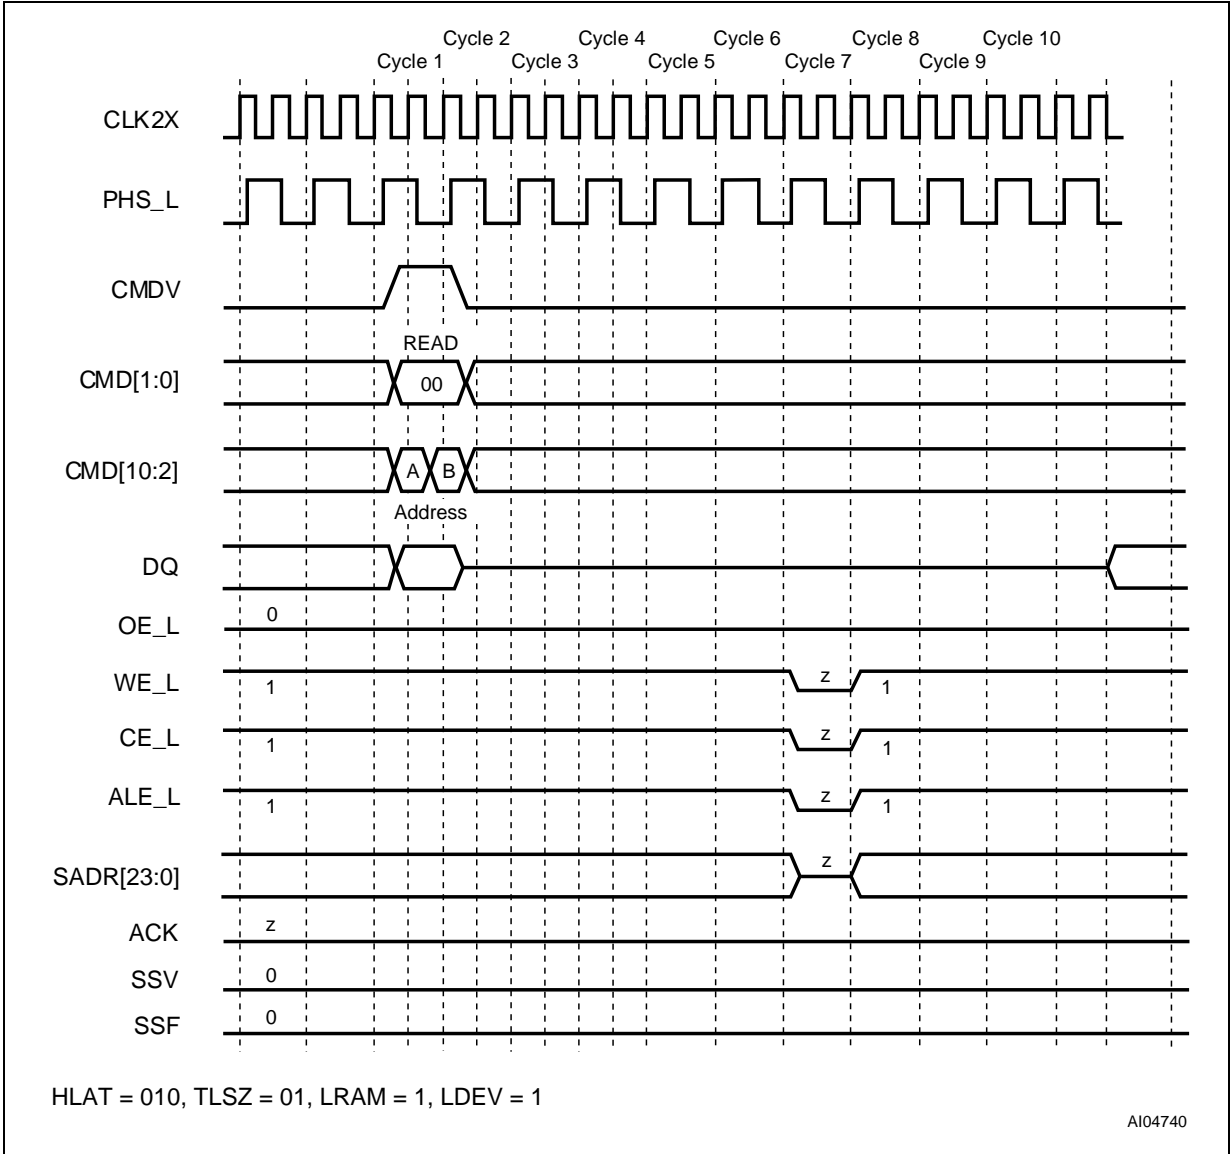 Cycle 2 Cycle 4 Cycle 6 Cycle 8 Cycle 10
Cycle 1 Cycle 3 Cycle 5 Cycle 7 Cycle 9
CLK2X
PHS_L
CMDV
READ
CMD[1:0] 00
CMD[10:2] A B
Address
DQ
OE_L 0
WE_L 1 z 1
CE_L 1 z 1
ALE_L 1 z 1
SADR[23:0] z
ACK z
SSV 0
SSF 0
HLAT = 010, TLSZ = 01, LRAM = 1, LDEV = 1
AI04740